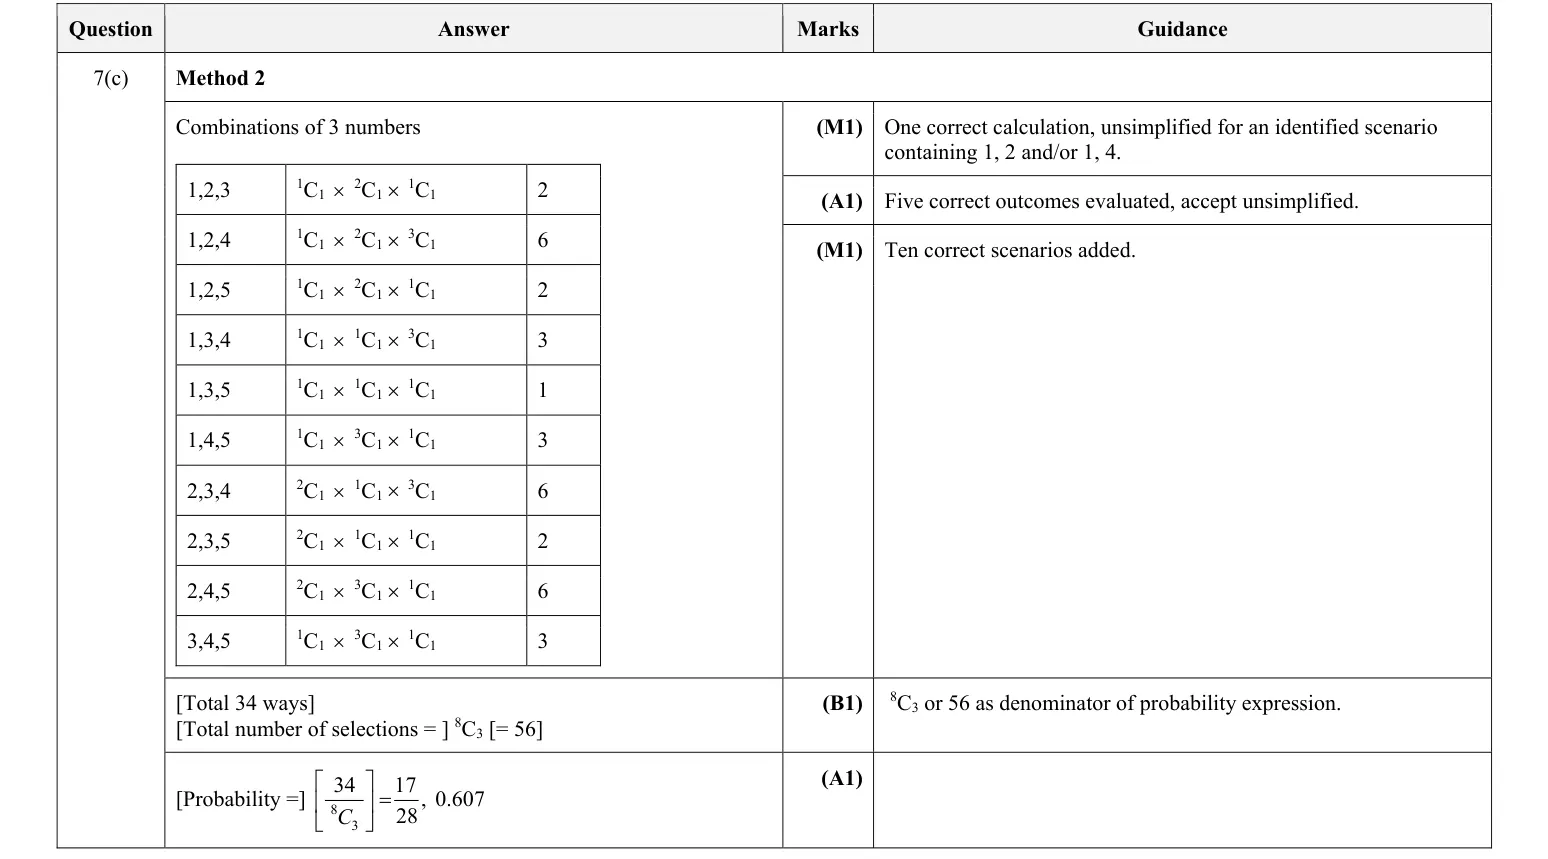 Question Answer Marks Guidance
7(c) Method 2
Combinations of 3 numbers (M1) One correct calculation, unsimplified for an identified scenario
containing 1, 2 and/or 1, 4.
1,2,3 ¹C₁ × ²C₁ × ¹C₁ 2
(A1) Five correct outcomes evaluated, accept unsimplified.
1,2,4 ¹C₁ × ²C₁ × ³C₁ 6
(M1) Ten correct scenarios added.
1,2,5 ¹C₁ × ²C₁ × ¹C₁ 2
1,3,4 ¹C₁ × ¹C₁ × ³C₁ 3
1,3,5 ¹C₁ × ¹C₁ × ¹C₁ 1
1,4,5 ¹C₁ × ³C₁ × ¹C₁ 3
2,3,4 ²C₁ × ¹C₁ × ³C₁ 6
2,3,5 ²C₁ × ¹C₁ × ¹C₁ 2
2,4,5 ²C₁ × ³C₁ × ¹C₁ 6
3,4,5 ¹C₁ × ³C₁ × ¹C₁ 3
[Total 34 ways] (B1) ⁸C₃ or 56 as denominator of probability expression.
[Total number of selections = ] ⁸C₃ [= 56]
[Probability =] [34/⁸C₃] = 17/28, 0.607 (A1)